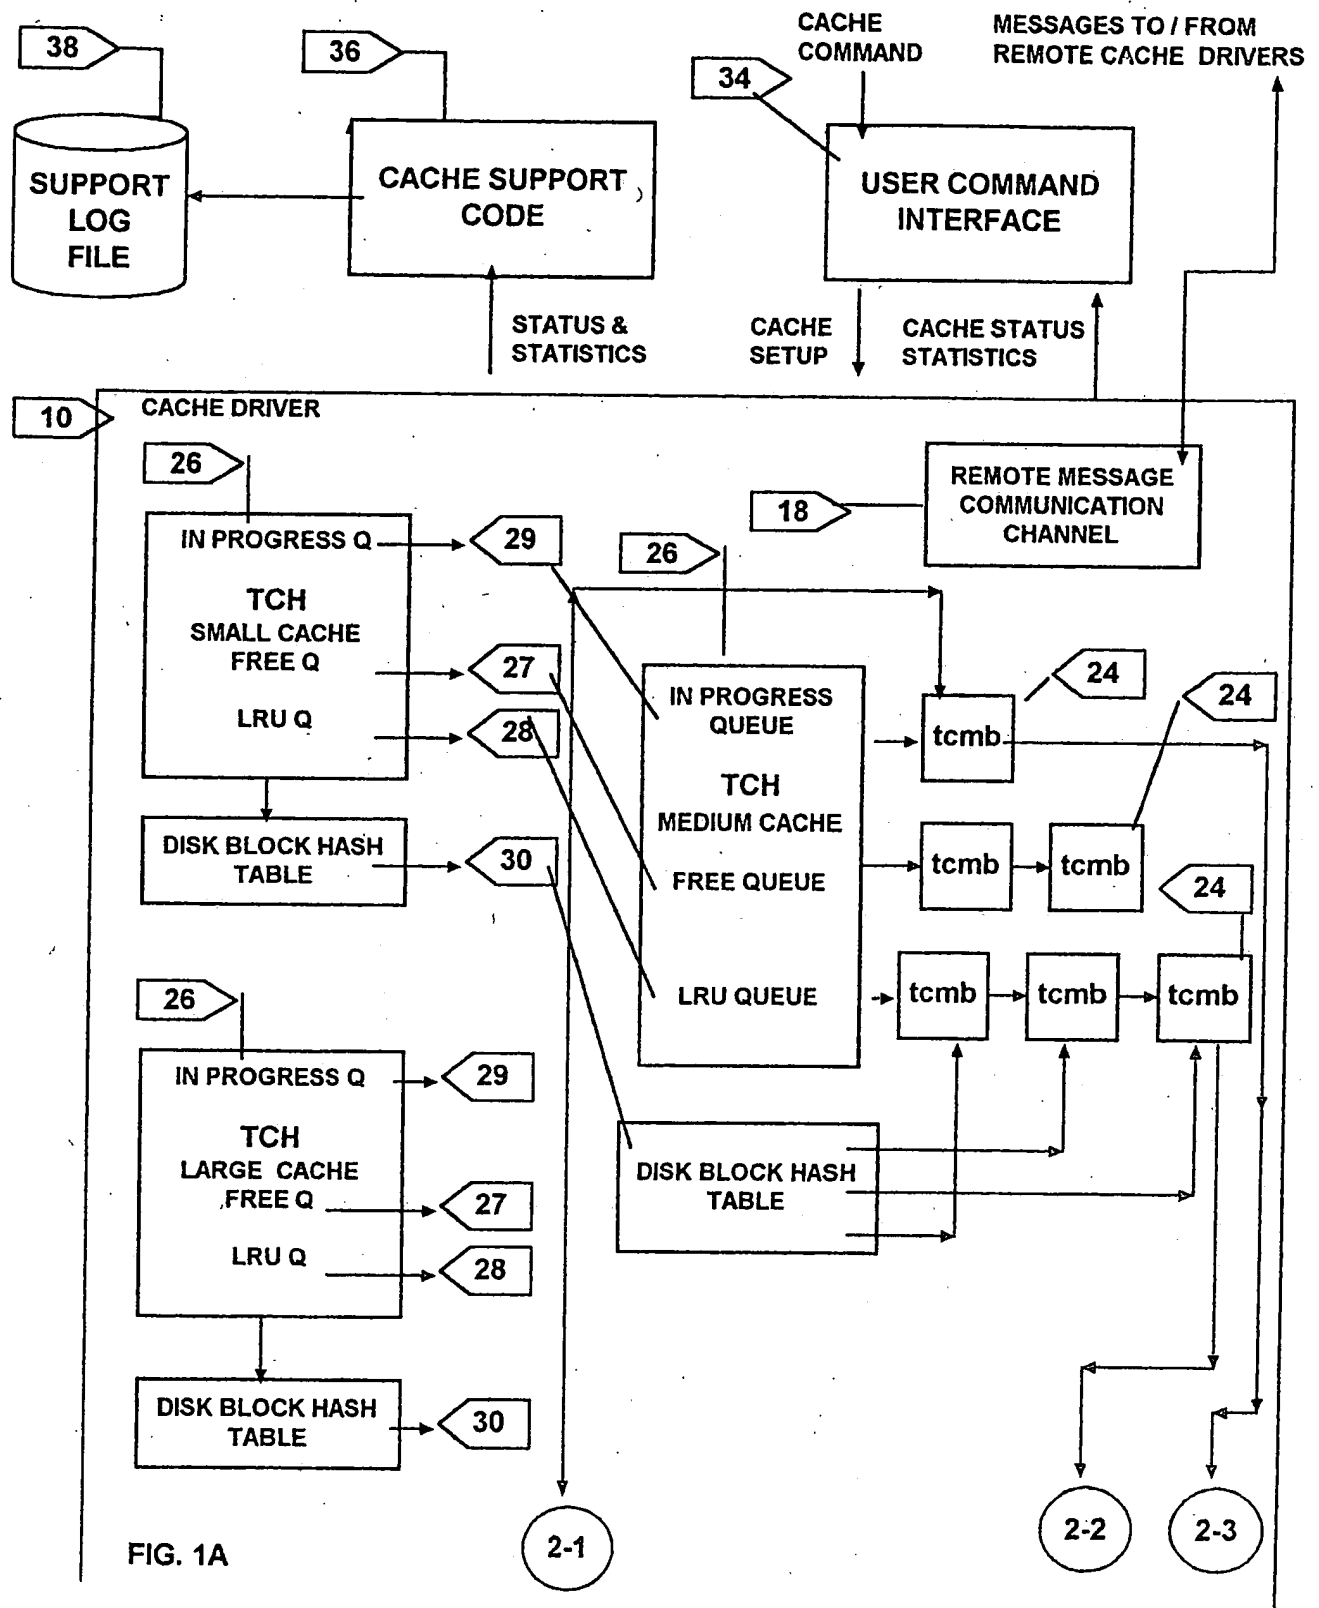 38
36
CACHE
COMMAND
MESSAGES TO / FROM
REMOTE CACHE DRIVERS
34
SUPPORT
LOG
FILE
CACHE SUPPORT
CODE
USER COMMAND
INTERFACE
STATUS &
STATISTICS
CACHE
SETUP
CACHE STATUS
STATISTICS
10
CACHE DRIVER
26
REMOTE MESSAGE
COMMUNICATION
CHANNEL
18
IN PROGRESS Q
29
26
TCH
SMALL CACHE
FREE Q
27
LRU Q
28
IN PROGRESS
QUEUE
tcmb
24
24
TCH
MEDIUM CACHE
DISK BLOCK HASH
TABLE
30
FREE QUEUE
tcmb
tcmb
24
26
LRU QUEUE
tcmb
tcmb
tcmb
IN PROGRESS Q
29
TCH
LARGE CACHE
FREE Q
27
LRU Q
28
DISK BLOCK HASH
TABLE
DISK BLOCK HASH
TABLE
30
2-1
2-2
2-3
FIG. 1A